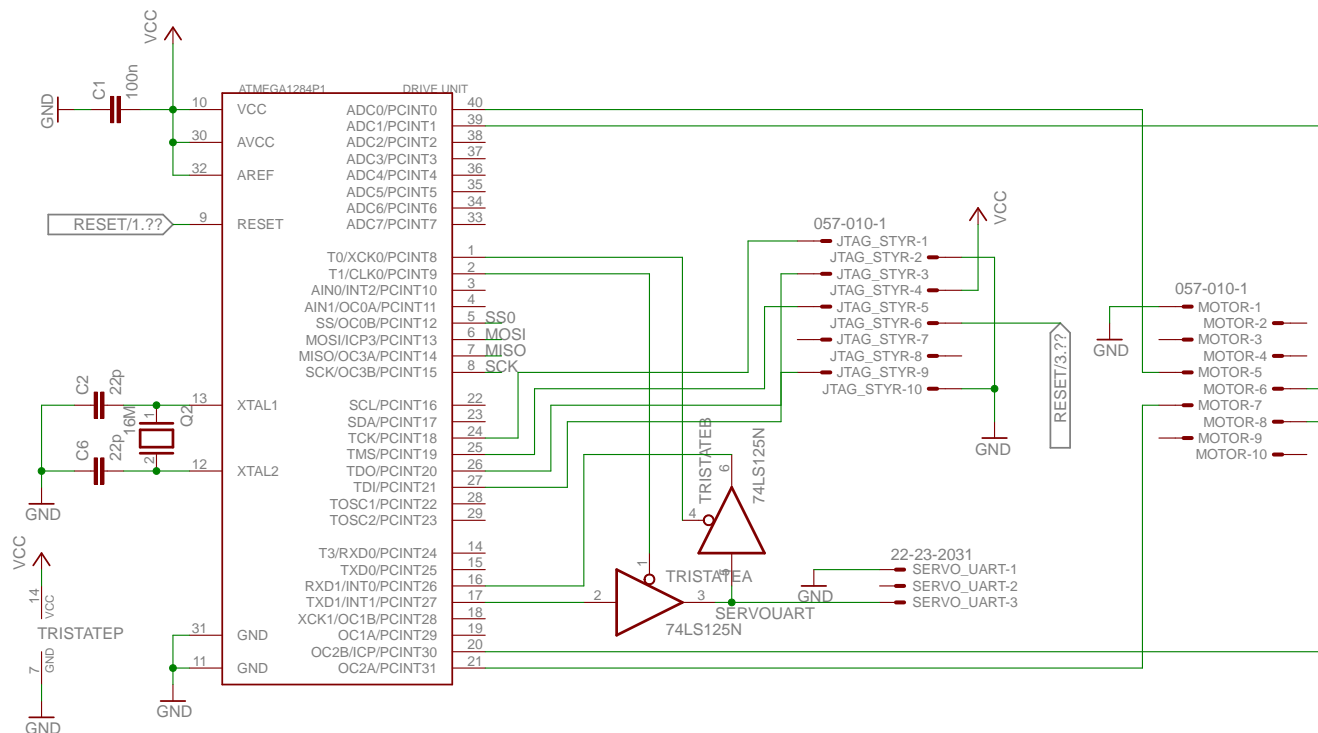 VCC
C1
100n
GND
ATMEGA1284P1
DRIVE UNIT
10 VCC
30 AVCC
32 AREF
RESET/1.??
9 RESET
C2
22p
C6
22p
GND
16M
1
2
Q2
13 XTAL1
12 XTAL2
31 GND
11 GND
GND
VCC
14
VCC
TRISTATEP
7
GND
GND
ADC0/PCINT0 40
ADC1/PCINT1 39
ADC2/PCINT2 38
ADC3/PCINT3 37
ADC4/PCINT4 36
ADC5/PCINT5 35
ADC6/PCINT6 34
ADC7/PCINT7 33
T0/XCK0/PCINT8 1
T1/CLK0/PCINT9 2
AIN0/INT2/PCINT10 3
AIN1/OC0A/PCINT11 4
SS/OC0B/PCINT12 5 SS0
MOSI/ICP3/PCINT13 6 MOSI
MISO/OC3A/PCINT14 7 MISO
SCK/OC3B/PCINT15 8 SCK
SCL/PCINT16 22
SDA/PCINT17 23
TCK/PCINT18 24
TMS/PCINT19 25
TDO/PCINT20 26
TDI/PCINT21 27
TOSC1/PCINT22 28
TOSC2/PCINT23 29
T3/RXD0/PCINT24 14
TXD0/PCINT25 15
RXD1/INT0/PCINT26 16
TXD1/INT1/PCINT27 17
XCK1/OC1B/PCINT28 18
OC1A/PCINT29 19
OC2B/ICP/PCINT30 20
OC2A/PCINT31 21
TRISTATEB
6
74LS125N
4
5
1
TRISTATEA
2
3
74LS125N
SERVOUART
057-010-1
JTAG_STYR-1
JTAG_STYR-2
JTAG_STYR-3
JTAG_STYR-4
JTAG_STYR-5
JTAG_STYR-6
JTAG_STYR-7
JTAG_STYR-8
JTAG_STYR-9
JTAG_STYR-10
VCC
GND
RESET/3.??
22-23-2031
SERVO_UART-1
SERVO_UART-2
SERVO_UART-3
GND
057-010-1
MOTOR-1
MOTOR-2
MOTOR-3
MOTOR-4
MOTOR-5
MOTOR-6
MOTOR-7
MOTOR-8
MOTOR-9
MOTOR-10
GND